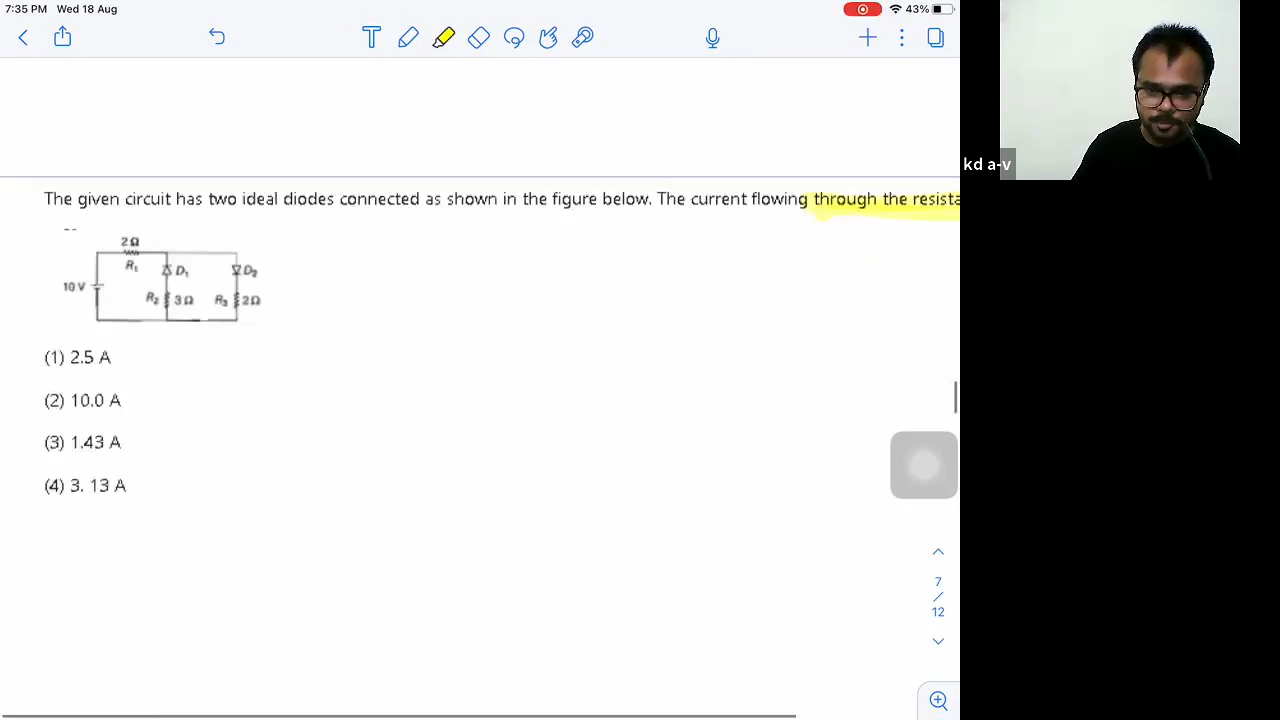 7:35 PM Wed 18 Aug
43%
kd a-v
The given circuit has two ideal diodes connected as shown in the figure below. The current flowing through the resista
2Ω
R₁
D₁
D₂
10 V
R₂
3Ω
R₃
2Ω
(1) 2.5 A
(2) 10.0 A
(3) 1.43 A
(4) 3. 13 A
7
/
12